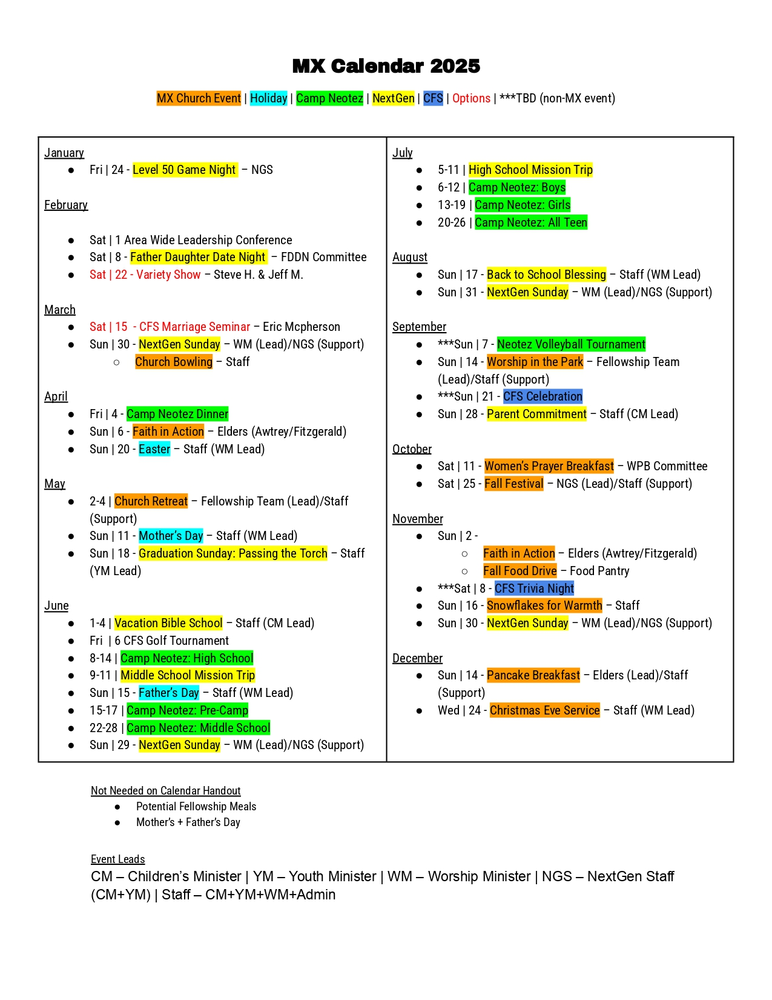 MX Calendar 2025
MX Church Event | Holiday | Camp Neotez | NextGen | CFS | Options | ***TBD (non-MX event)
January
● Fri | 24 - Level 50 Game Night – NGS
February
● Sat | 1 Area Wide Leadership Conference
● Sat | 8 - Father Daughter Date Night – FDDN Committee
● Sat | 22 - Variety Show – Steve H. & Jeff M.
March
● Sat | 15 - CFS Marriage Seminar – Eric Mcpherson
● Sun | 30 - NextGen Sunday – WM (Lead)/NGS (Support)
○ Church Bowling – Staff
April
● Fri | 4 - Camp Neotez Dinner
● Sun | 6 - Faith in Action – Elders (Awtrey/Fitzgerald)
● Sun | 20 - Easter – Staff (WM Lead)
May
● 2-4 | Church Retreat – Fellowship Team (Lead)/Staff
(Support)
● Sun | 11 - Mother’s Day – Staff (WM Lead)
● Sun | 18 - Graduation Sunday: Passing the Torch – Staff
(YM Lead)
June
● 1-4 | Vacation Bible School – Staff (CM Lead)
● Fri | 6 CFS Golf Tournament
● 8-14 | Camp Neotez: High School
● 9-11 | Middle School Mission Trip
● Sun | 15 - Father’s Day – Staff (WM Lead)
● 15-17 | Camp Neotez: Pre-Camp
● 22-28 | Camp Neotez: Middle School
● Sun | 29 - NextGen Sunday – WM (Lead)/NGS (Support)
July
● 5-11 | High School Mission Trip
● 6-12 | Camp Neotez: Boys
● 13-19 | Camp Neotez: Girls
● 20-26 | Camp Neotez: All Teen
August
● Sun | 17 - Back to School Blessing – Staff (WM Lead)
● Sun | 31 - NextGen Sunday – WM (Lead)/NGS (Support)
September
● ***Sun | 7 - Neotez Volleyball Tournament
● Sun | 14 - Worship in the Park – Fellowship Team
(Lead)/Staff (Support)
● ***Sun | 21 - CFS Celebration
● Sun | 28 - Parent Commitment – Staff (CM Lead)
October
● Sat | 11 - Women’s Prayer Breakfast – WPB Committee
● Sat | 25 - Fall Festival – NGS (Lead)/Staff (Support)
November
● Sun | 2 -
○ Faith in Action – Elders (Awtrey/Fitzgerald)
○ Fall Food Drive – Food Pantry
● ***Sat | 8 - CFS Trivia Night
● Sun | 16 - Snowflakes for Warmth – Staff
● Sun | 30 - NextGen Sunday – WM (Lead)/NGS (Support)
December
● Sun | 14 - Pancake Breakfast – Elders (Lead)/Staff
(Support)
● Wed | 24 - Christmas Eve Service – Staff (WM Lead)
Not Needed on Calendar Handout
● Potential Fellowship Meals
● Mother’s + Father’s Day
Event Leads
CM – Children’s Minister | YM – Youth Minister | WM – Worship Minister | NGS – NextGen Staff
(CM+YM) | Staff – CM+YM+WM+Admin